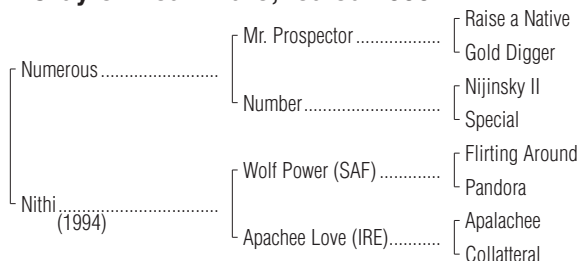 Raise a Native
Mr. Prospector
Gold Digger
Numerous
Nijinsky II
Number
Special
Flirting Around
Wolf Power (SAF)
Pandora
Nithi
(1994)
Apalachee
Apachee Love (IRE)
Collatteral